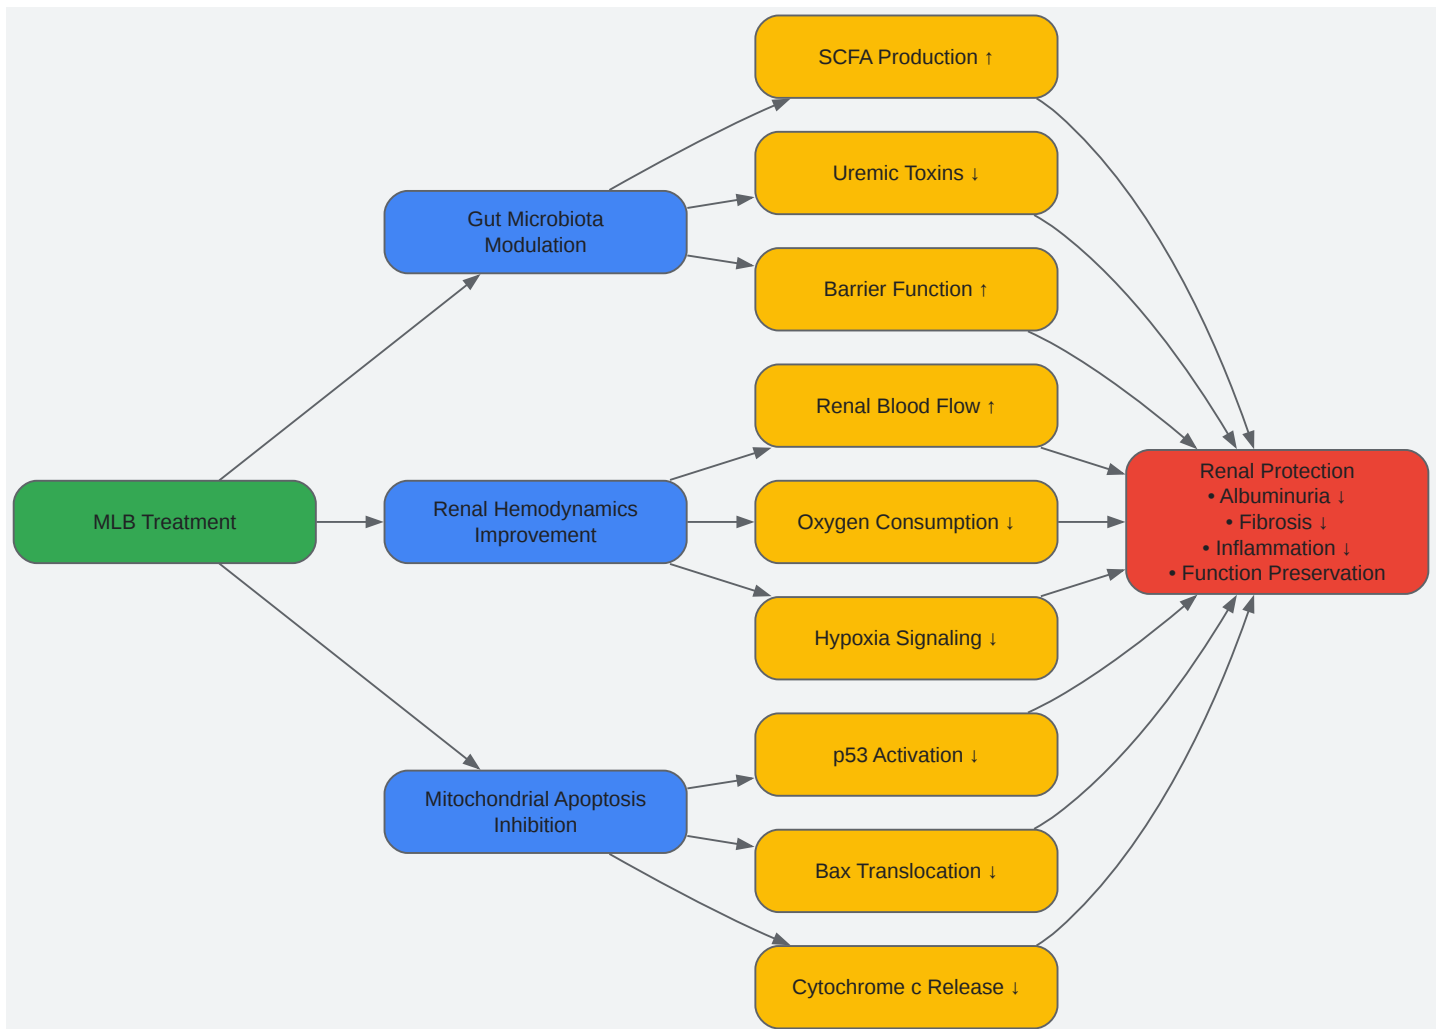 SCFA Production ↑
Uremic Toxins ↓
Gut Microbiota
Modulation
Barrier Function ↑
Renal Blood Flow ↑
MLB Treatment
Renal Hemodynamics
Improvement
Oxygen Consumption ↓
Renal Protection
• Albuminuria ↓
• Fibrosis ↓
• Inflammation ↓
• Function Preservation
Hypoxia Signaling ↓
p53 Activation ↓
Mitochondrial Apoptosis
Inhibition
Bax Translocation ↓
Cytochrome c Release ↓